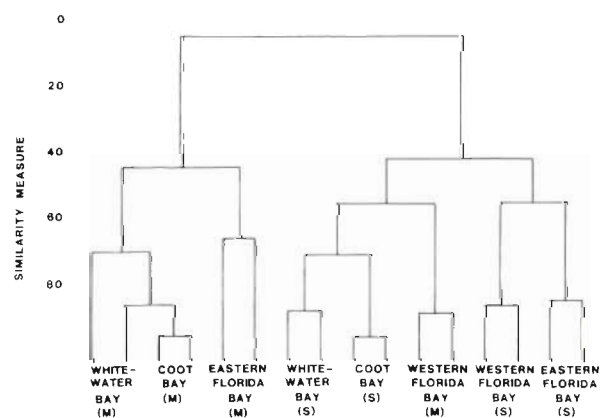 0
20
40
60
80
SIMILARITY MEASURE
WHITE-
WATER
BAY
(M)
COOT
BAY
(M)
EASTERN
FLORIDA
BAY
(M)
WHITE-
WATER
BAY
(S)
COOT
BAY
(S)
WESTERN
FLORIDA
BAY
(M)
WESTERN
FLORIDA
BAY
(S)
EASTERN
FLORIDA
BAY
(S)